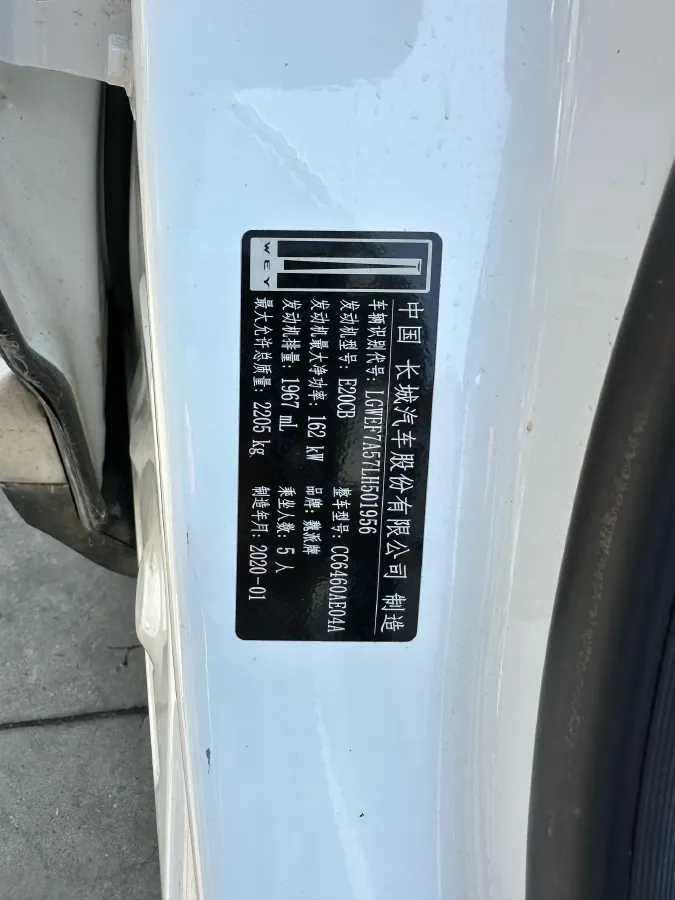 WEY
中国 长城汽车股份有限公司 制造
车辆识别代号: LGWEF7A57LH501956
发动机型号: E20CB 整车型号: CC6460AE04A
发动机最大净功率: 162 kW 品牌: 魏派牌
发动机排量: 1967 mL 乘坐人数: 5 人
最大允许总质量: 2205 kg 制造年月: 2020-01